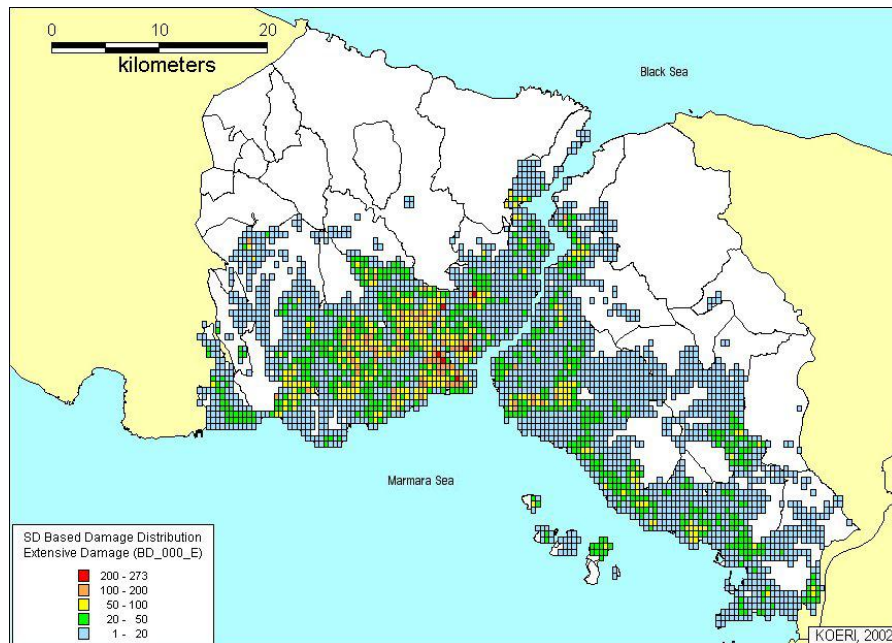 0 10 20
kilometers
Black Sea
Marmara Sea
SD Based Damage Distribution
Extensive Damage (BD_000_E)
200 - 273
100 - 200
50 - 100
20 - 50
1 - 20
KOERI, 2002